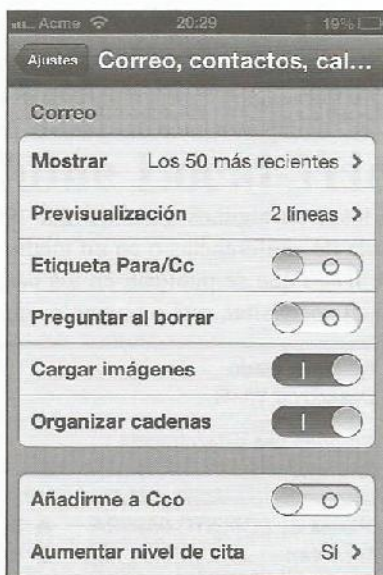 Acme 20:29 19%
Ajustes Correo, contactos, cal...
Correo
Mostrar Los 50 más recientes >
Previsualización 2 líneas >
Etiqueta Para/Cc
Preguntar al borrar
Cargar imágenes
Organizar cadenas
Añadirme a Cco
Aumentar nivel de cita Sí >